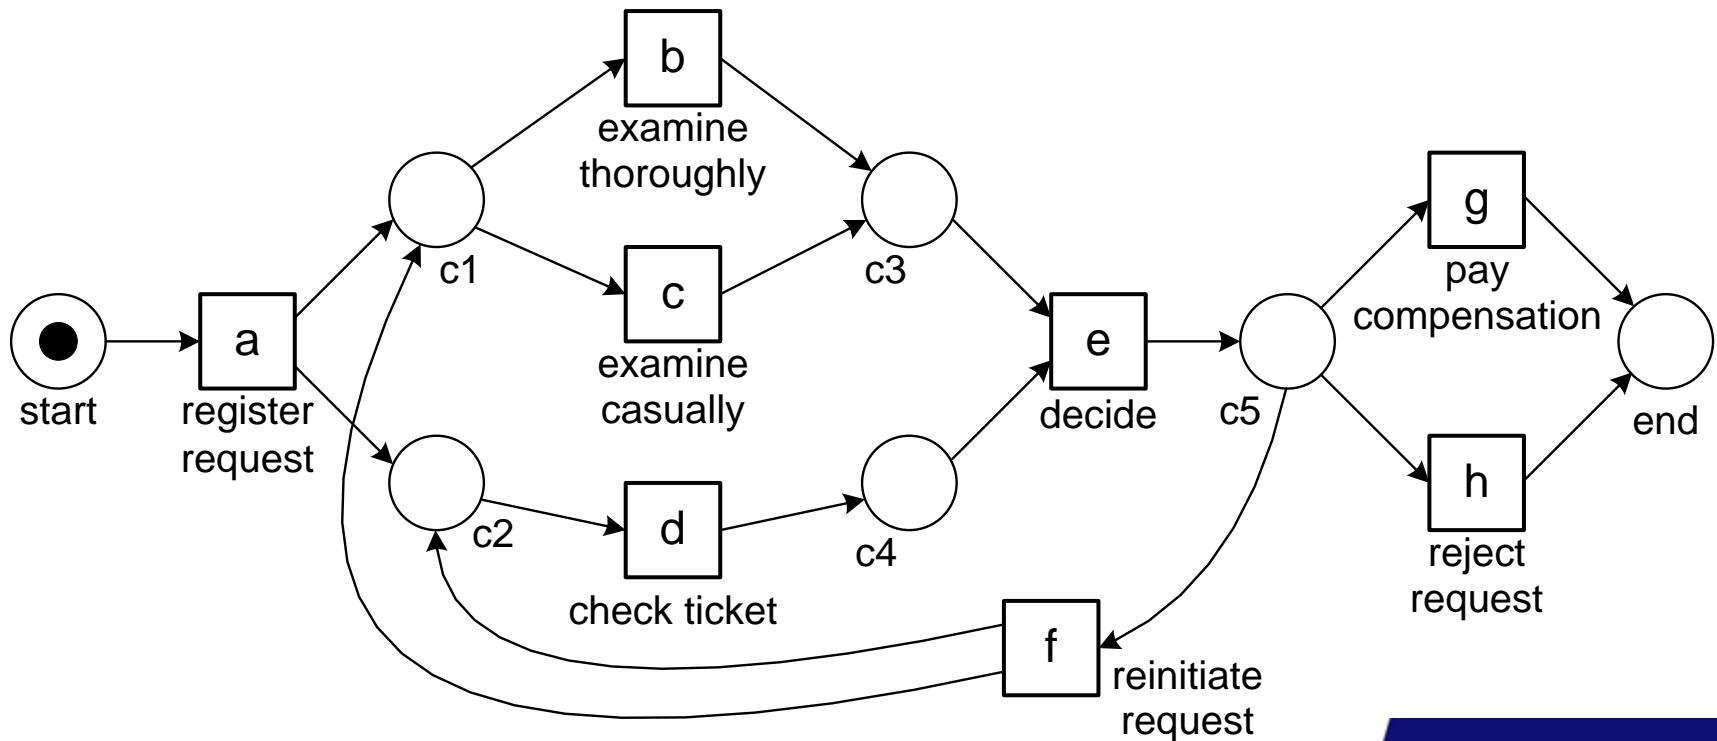 b
examine
thoroughly
c1
c3
g
pay
compensation
start
a
register
request
c
examine
casually
e
decide
c5
end
c2
d
check ticket
c4
h
reject
request
f
reinitiate
request